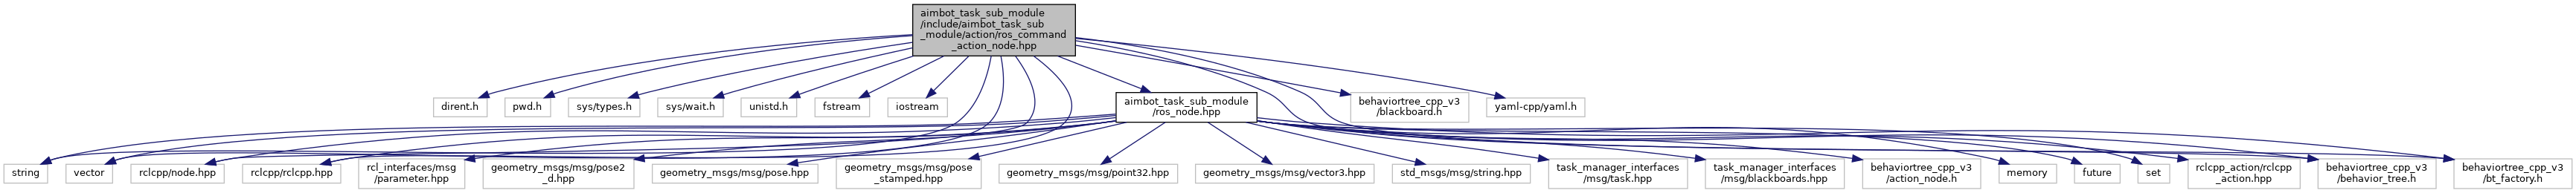 aimbot_task_sub_module
/include/aimbot_task_sub
_module/action/ros_command
_action_node.hpp
dirent.h
pwd.h
sys/types.h
sys/wait.h
unistd.h
fstream
iostream
aimbot_task_sub_module
/ros_node.hpp
behaviortree_cpp_v3
/blackboard.h
yaml-cpp/yaml.h
string
vector
rclcpp/node.hpp
rclcpp/rclcpp.hpp
rcl_interfaces/msg
/parameter.hpp
geometry_msgs/msg/pose2
_d.hpp
geometry_msgs/msg/pose.hpp
geometry_msgs/msg/pose
_stamped.hpp
geometry_msgs/msg/point32.hpp
geometry_msgs/msg/vector3.hpp
std_msgs/msg/string.hpp
task_manager_interfaces
/msg/task.hpp
task_manager_interfaces
/msg/blackboards.hpp
behaviortree_cpp_v3
/action_node.h
memory
future
set
rclcpp_action/rclcpp
_action.hpp
behaviortree_cpp_v3
/behavior_tree.h
behaviortree_cpp_v3
/bt_factory.h